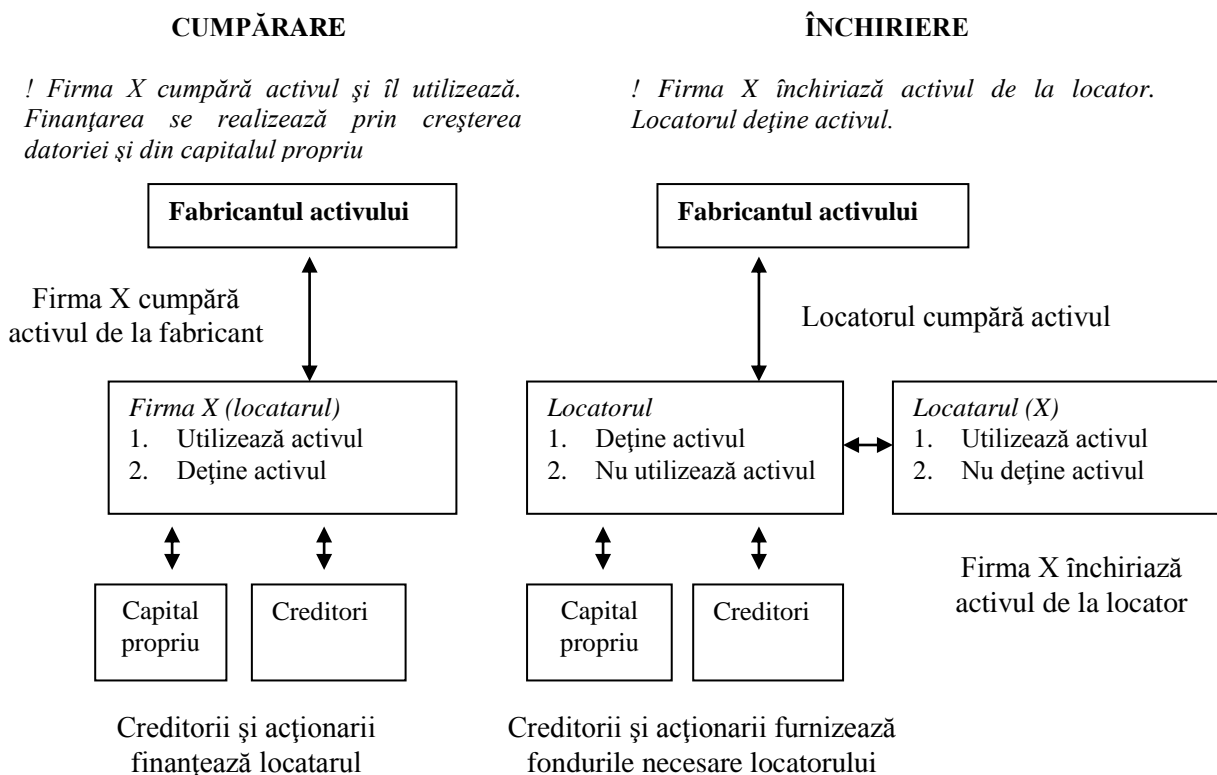 CUMPĂRARE
! Firma X cumpără activul şi îl utilizează.
Finanţarea se realizează prin creşterea
datoriei şi din capitalul propriu
Fabricantul activului
Firma X cumpără
activul de la fabricant
Firma X (locatarul)
1. Utilizează activul
2. Deţine activul
Capital
propriu
Creditori
Creditorii şi acţionarii
finanţează locatarul
ÎNCHIRIERE
! Firma X închiriază activul de la locator.
Locatorul deţine activul.
Fabricantul activului
Locatorul cumpără activul
Locatorul
1. Deţine activul
2. Nu utilizează activul
Locatarul (X)
1. Utilizează activul
2. Nu deţine activul
Firma X închiriază
activul de la locator
Capital
propriu
Creditori
Creditorii şi acţionarii furnizează
fondurile necesare locatorului